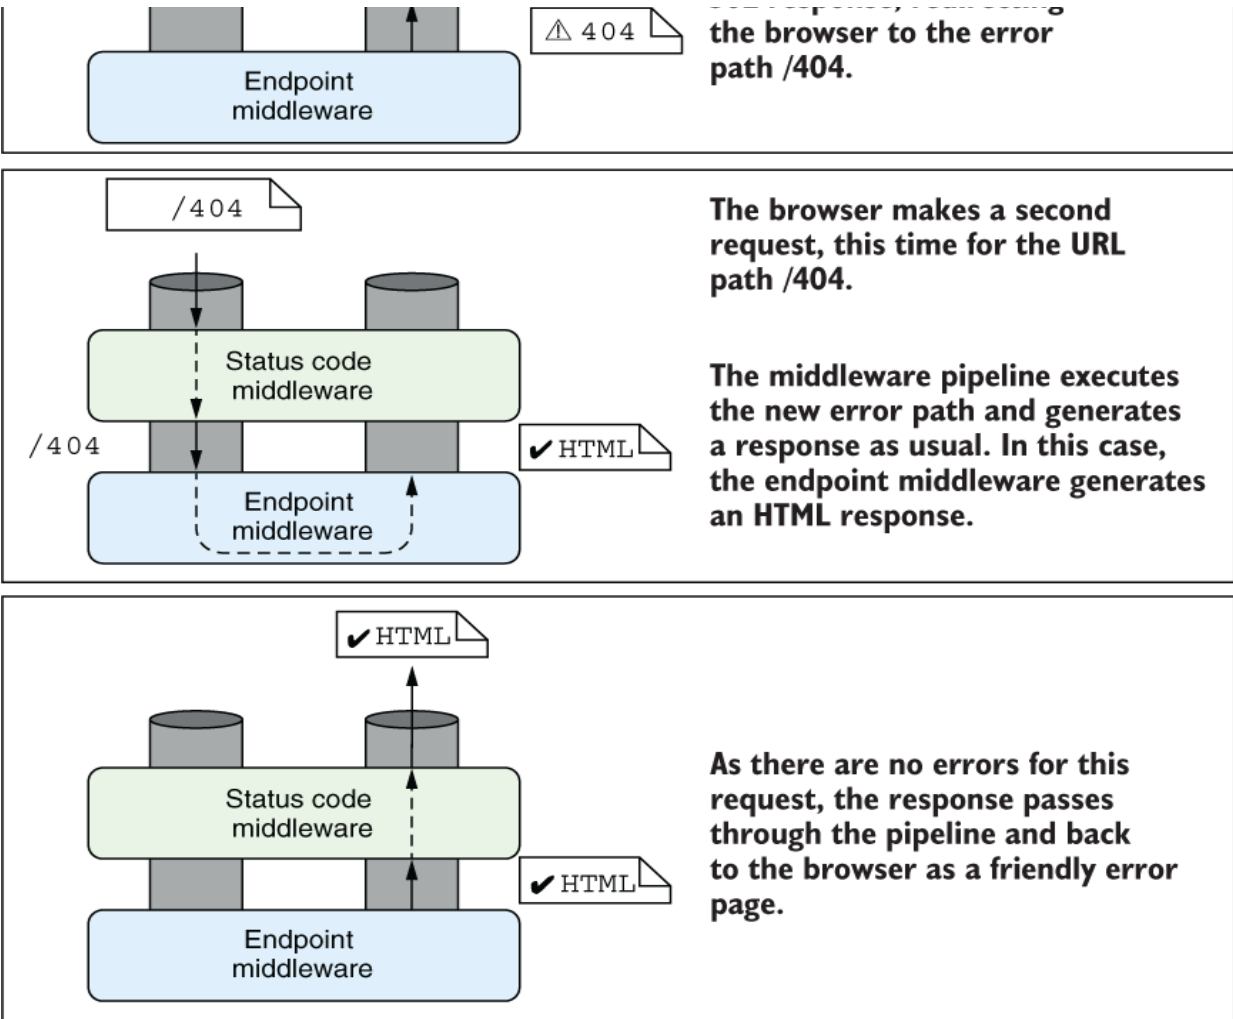 ⚠ 404
the browser to the error
path /404.
Endpoint
middleware
/404
The browser makes a second
request, this time for the URL
path /404.
Status code
middleware
The middleware pipeline executes
the new error path and generates
a response as usual. In this case,
the endpoint middleware generates
an HTML response.
/404
✔ HTML
Endpoint
middleware
✔ HTML
Status code
middleware
As there are no errors for this
request, the response passes
through the pipeline and back
to the browser as a friendly error
page.
✔ HTML
Endpoint
middleware